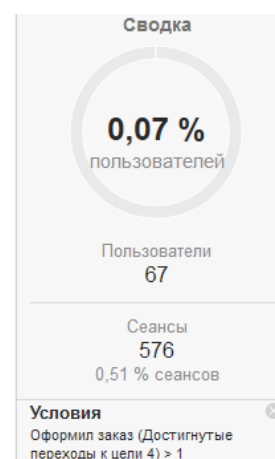 Сводка
0,07 %
пользователей
Пользователи
67
Сеансы
576
0,51 % сеансов
Условия
Оформил заказ (Достигнутые
переходы к цели 4) > 1